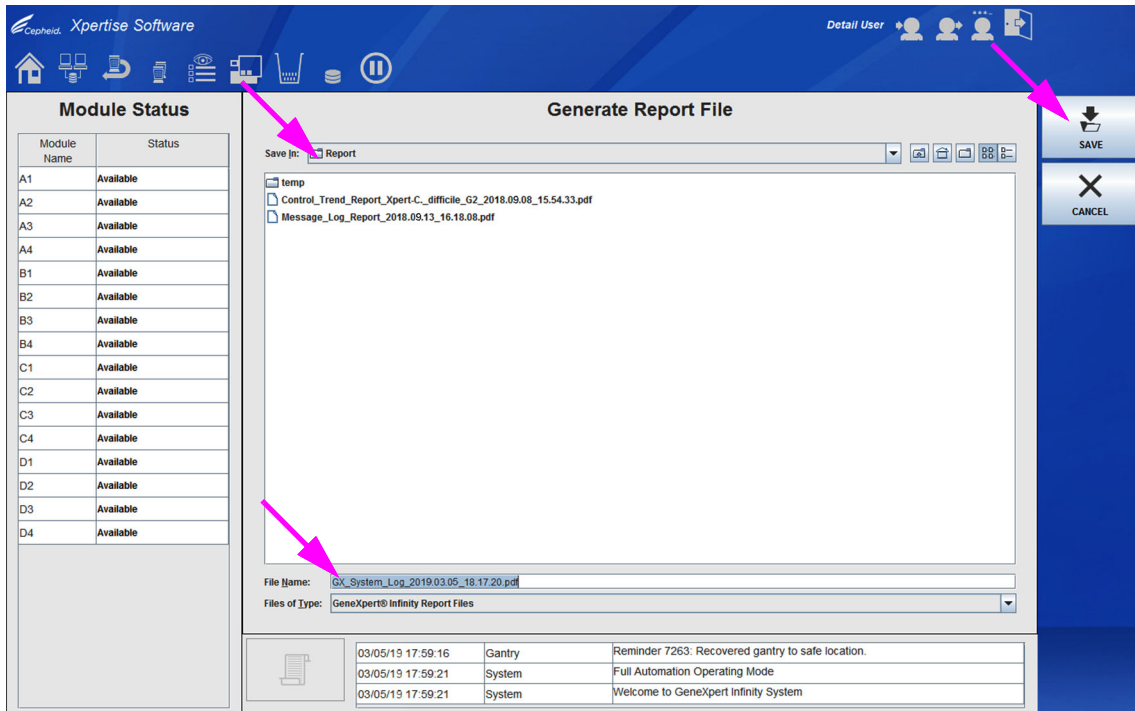 Cepheid. Xpertise Software
Detail User
Module Status
Module Name Status
A1 Available
A2 Available
A3 Available
A4 Available
B1 Available
B2 Available
B3 Available
B4 Available
C1 Available
C2 Available
C3 Available
C4 Available
D1 Available
D2 Available
D3 Available
D4 Available
Generate Report File
Save In: Report
temp
Control_Trend_Report_Xpert-C._difficile_G2_2018.09.08_15.54.33.pdf
Message_Log_Report_2018.09.13_16.18.08.pdf
File Name: GX_System_Log_2019.03.05_18.17.20.pdf
Files of Type: GeneXpert® Infinity Report Files
03/05/19 17:59:16 Gantry Reminder 7263: Recovered gantry to safe location.
03/05/19 17:59:21 System Full Automation Operating Mode
03/05/19 17:59:21 System Welcome to GeneXpert Infinity System
SAVE
CANCEL